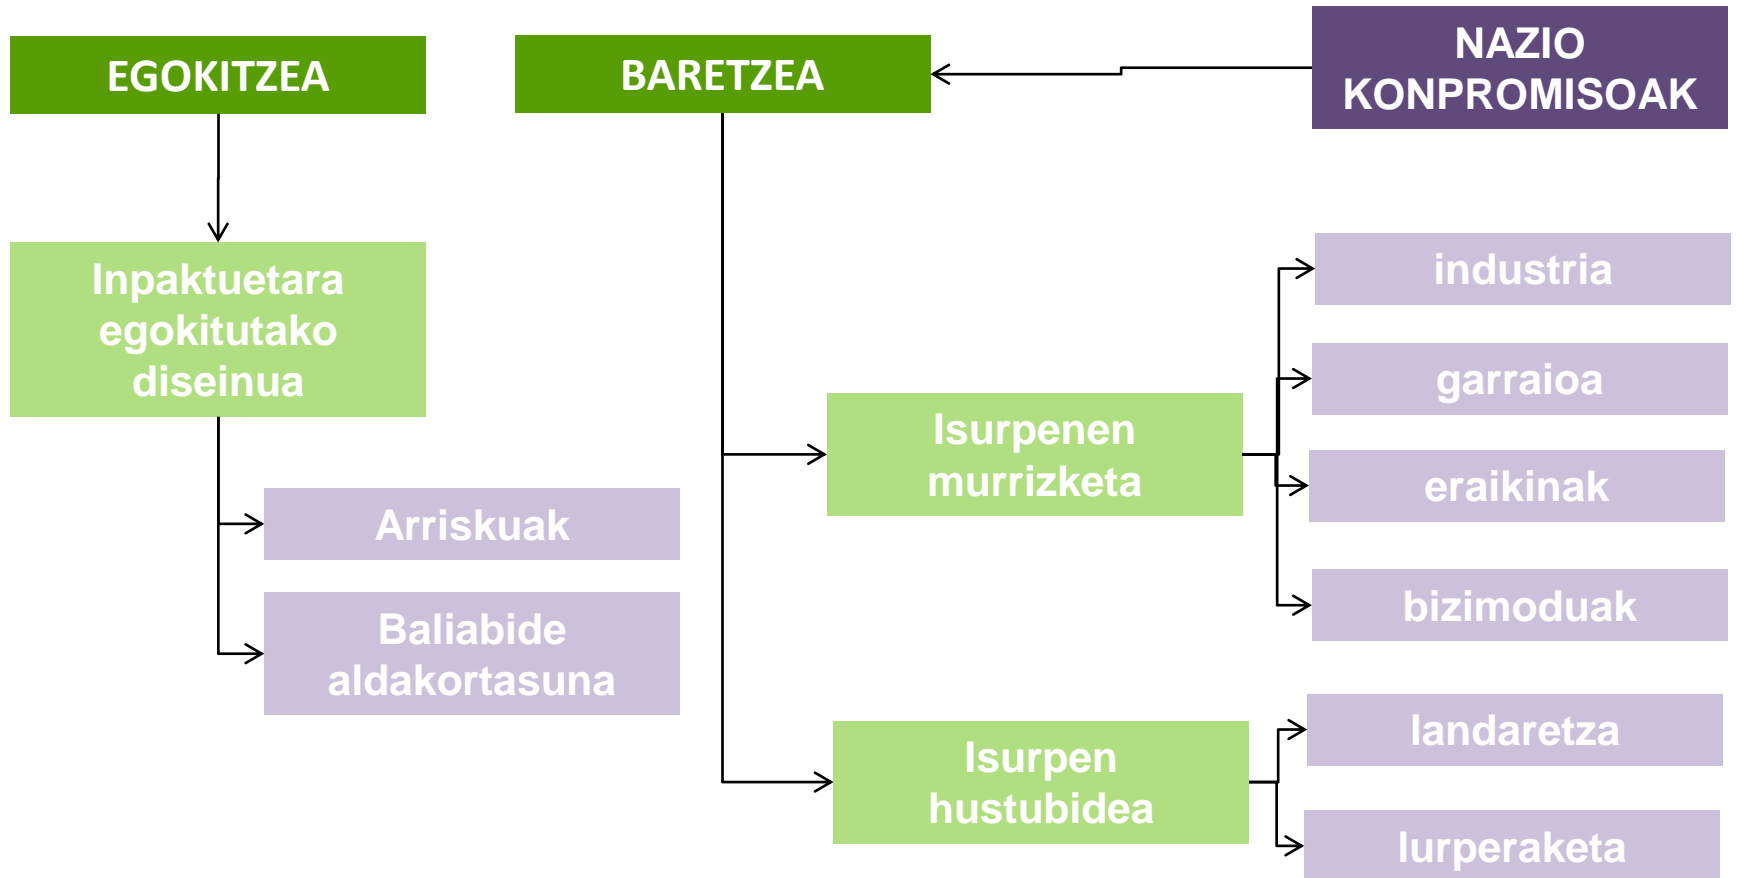 EGOKITZEA
BARETZEA
NAZIO
KONPROMISOAK
Inpaktuetara
egokitutako
diseinua
Arriskuak
Baliabide
aldakortasuna
Isurpenen
murrizketa
industria
garraioa
eraikinak
bizimoduak
Isurpen
hustubidea
landaretza
lurperaketa